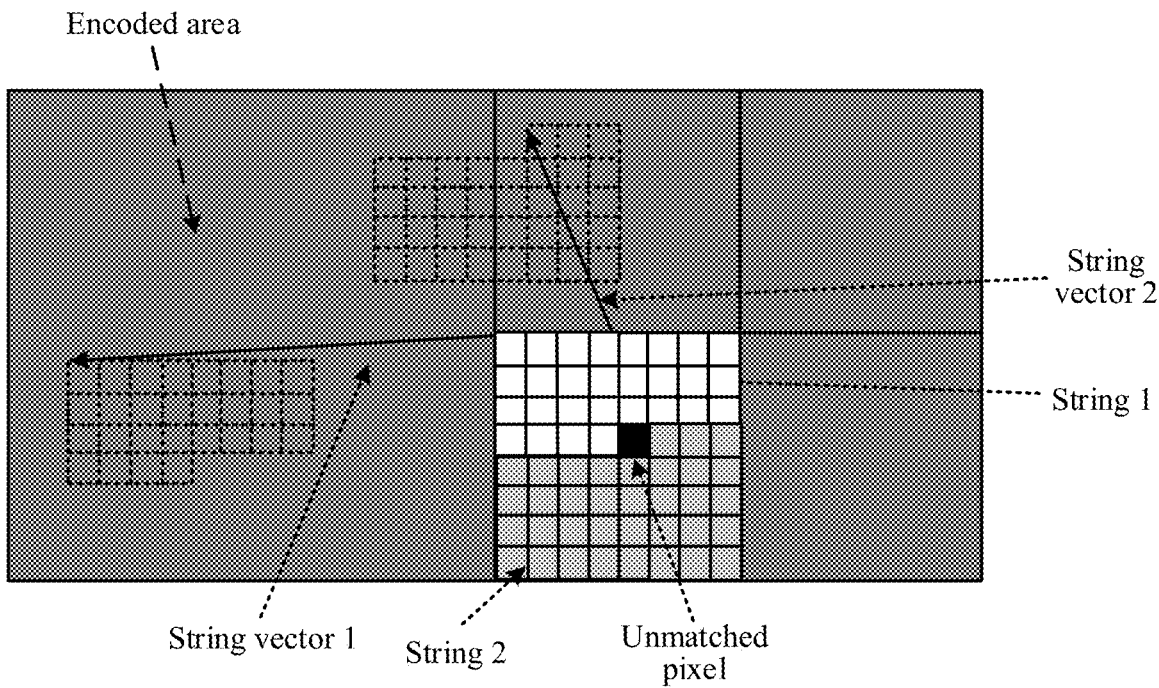 Encoded area
String
vector 2
String 1
String vector 1
String 2
Unmatched
pixel